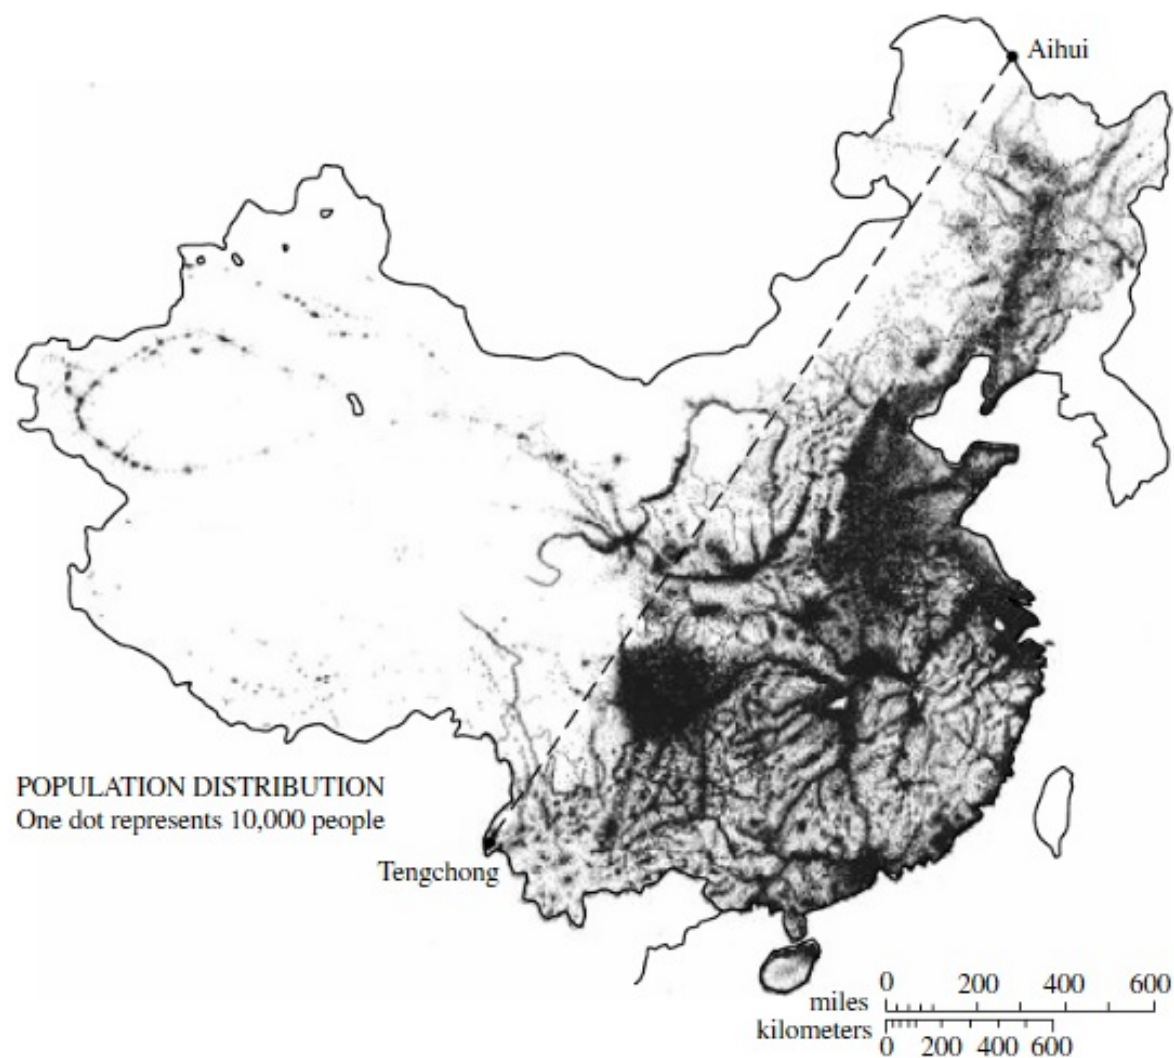 Aihui
POPULATION DISTRIBUTION
One dot represents 10,000 people
Tengchong
0 200 400 600
miles
kilometers
0 200 400 600